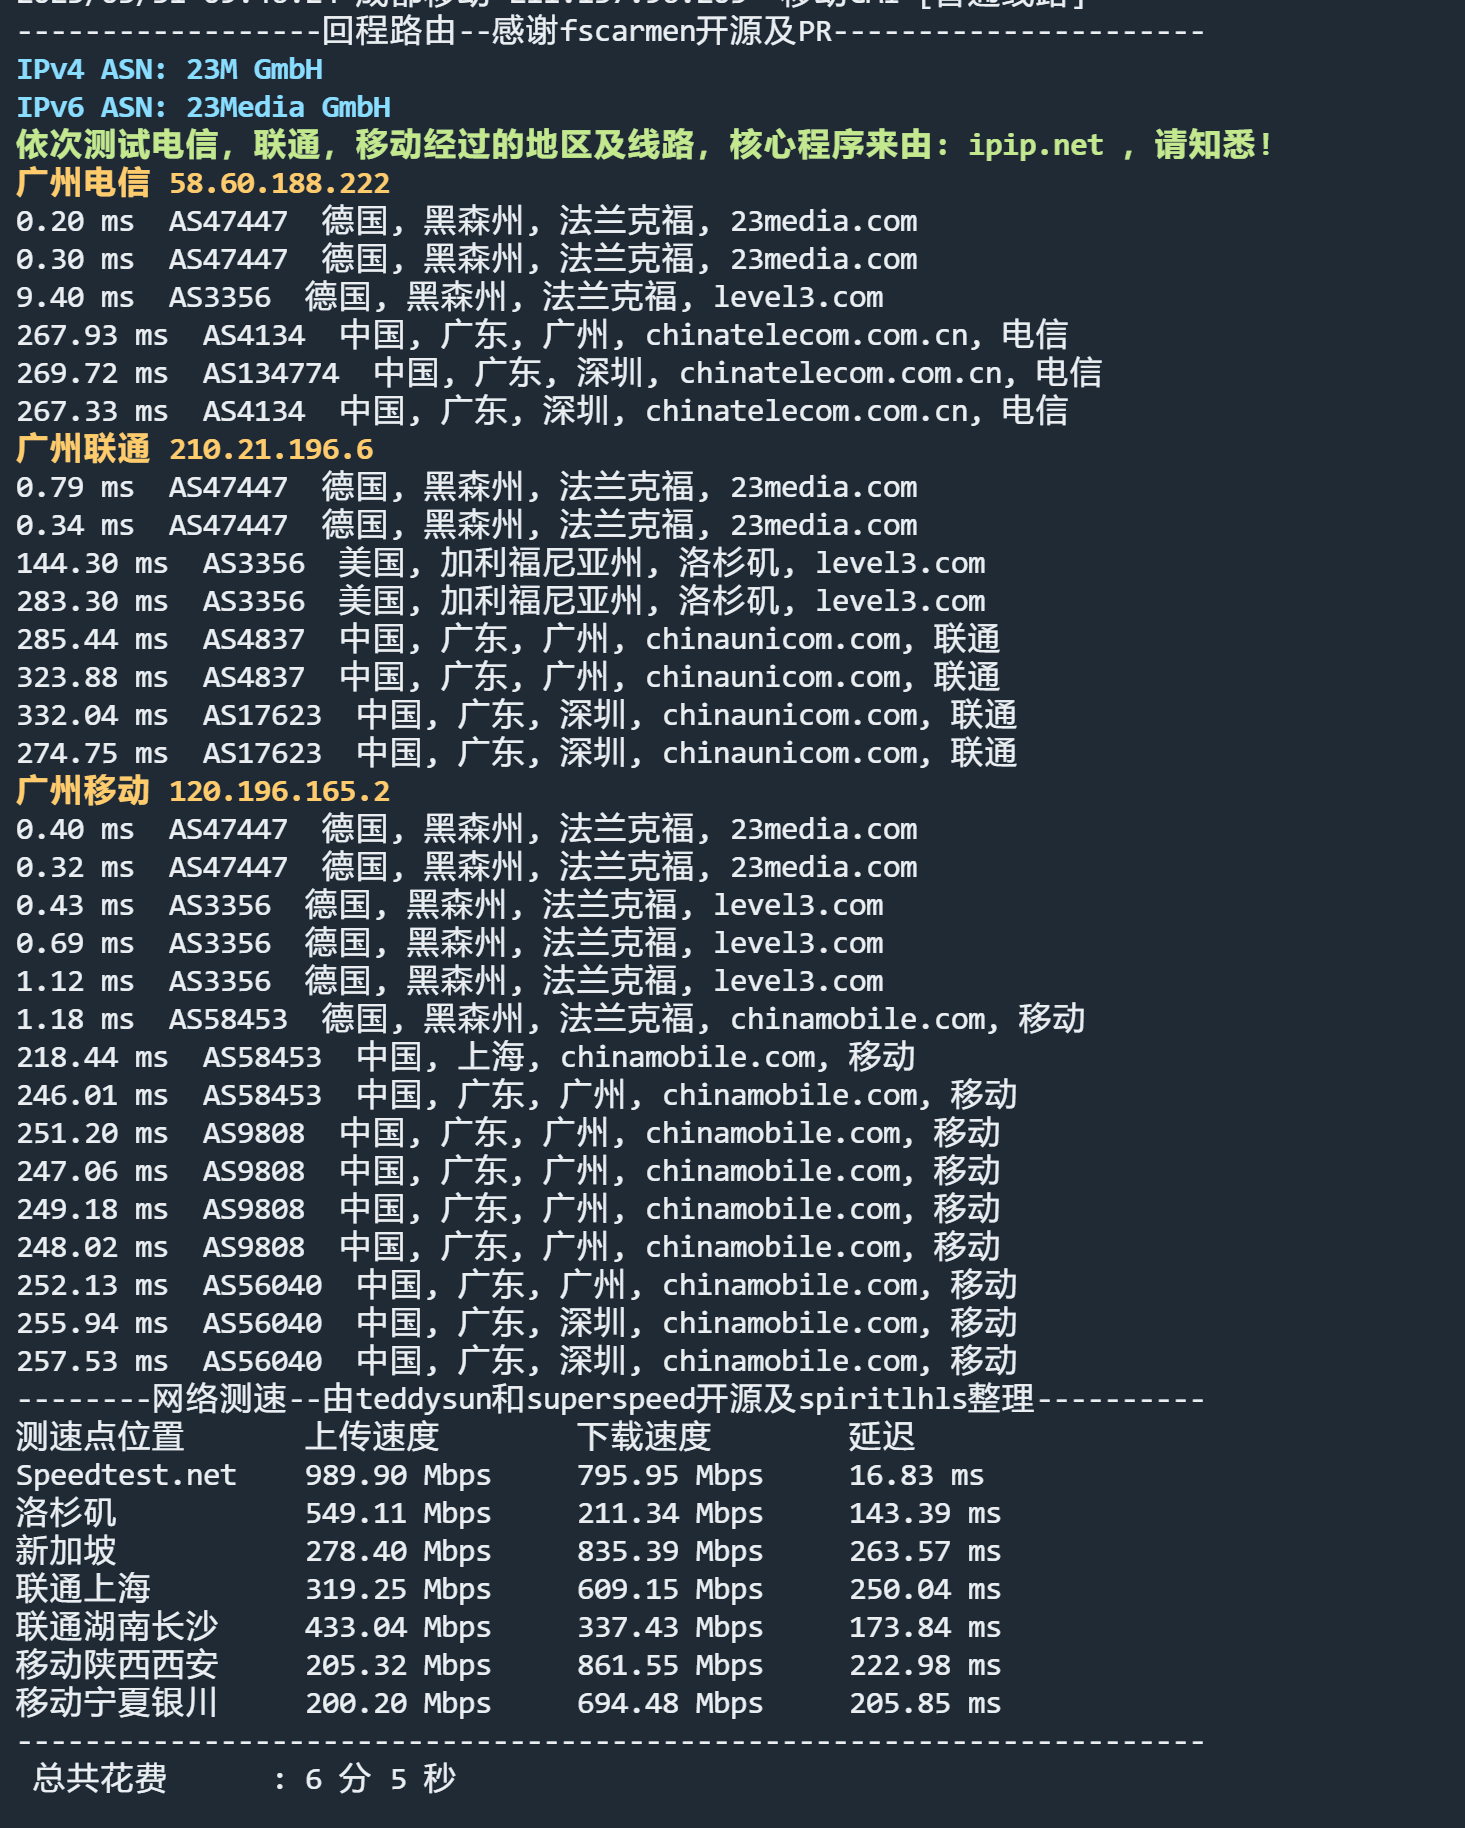 ------------------回程路由--感谢fscarmen开源及PR----------------------
IPv4 ASN: 23M GmbH
IPv6 ASN: 23Media GmbH
依次测试电信，联通，移动经过的地区及线路，核心程序来由: ipip.net ，请知悉!
广州电信 58.60.188.222
0.20 ms  AS47447  德国, 黑森州, 法兰克福, 23media.com
0.30 ms  AS47447  德国, 黑森州, 法兰克福, 23media.com
9.40 ms  AS3356  德国, 黑森州, 法兰克福, level3.com
267.93 ms  AS4134  中国, 广东, 广州, chinatelecom.com.cn, 电信
269.72 ms  AS134774  中国, 广东, 深圳, chinatelecom.com.cn, 电信
267.33 ms  AS4134  中国, 广东, 深圳, chinatelecom.com.cn, 电信
广州联通 210.21.196.6
0.79 ms  AS47447  德国, 黑森州, 法兰克福, 23media.com
0.34 ms  AS47447  德国, 黑森州, 法兰克福, 23media.com
144.30 ms  AS3356  美国, 加利福尼亚州, 洛杉矶, level3.com
283.30 ms  AS3356  美国, 加利福尼亚州, 洛杉矶, level3.com
285.44 ms  AS4837  中国, 广东, 广州, chinaunicom.com, 联通
323.88 ms  AS4837  中国, 广东, 广州, chinaunicom.com, 联通
332.04 ms  AS17623  中国, 广东, 深圳, chinaunicom.com, 联通
274.75 ms  AS17623  中国, 广东, 深圳, chinaunicom.com, 联通
广州移动 120.196.165.2
0.40 ms  AS47447  德国, 黑森州, 法兰克福, 23media.com
0.32 ms  AS47447  德国, 黑森州, 法兰克福, 23media.com
0.43 ms  AS3356  德国, 黑森州, 法兰克福, level3.com
0.69 ms  AS3356  德国, 黑森州, 法兰克福, level3.com
1.12 ms  AS3356  德国, 黑森州, 法兰克福, level3.com
1.18 ms  AS58453  德国, 黑森州, 法兰克福, chinamobile.com, 移动
218.44 ms  AS58453  中国, 上海, chinamobile.com, 移动
246.01 ms  AS58453  中国, 广东, 广州, chinamobile.com, 移动
251.20 ms  AS9808  中国, 广东, 广州, chinamobile.com, 移动
247.06 ms  AS9808  中国, 广东, 广州, chinamobile.com, 移动
249.18 ms  AS9808  中国, 广东, 广州, chinamobile.com, 移动
248.02 ms  AS9808  中国, 广东, 广州, chinamobile.com, 移动
252.13 ms  AS56040  中国, 广东, 广州, chinamobile.com, 移动
255.94 ms  AS56040  中国, 广东, 深圳, chinamobile.com, 移动
257.53 ms  AS56040  中国, 广东, 深圳, chinamobile.com, 移动
--------网络测速--由teddysun和superspeed开源及spiritlhls整理----------
测速点位置       上传速度        下载速度        延迟
Speedtest.net    989.90 Mbps     795.95 Mbps     16.83 ms
洛杉矶           549.11 Mbps     211.34 Mbps     143.39 ms
新加坡           278.40 Mbps     835.39 Mbps     263.57 ms
联通上海         319.25 Mbps     609.15 Mbps     250.04 ms
联通湖南长沙     433.04 Mbps     337.43 Mbps     173.84 ms
移动陕西西安     205.32 Mbps     861.55 Mbps     222.98 ms
移动宁夏银川     200.20 Mbps     694.48 Mbps     205.85 ms
----------------------------------------------------------------------
总共花费      : 6 分 5 秒